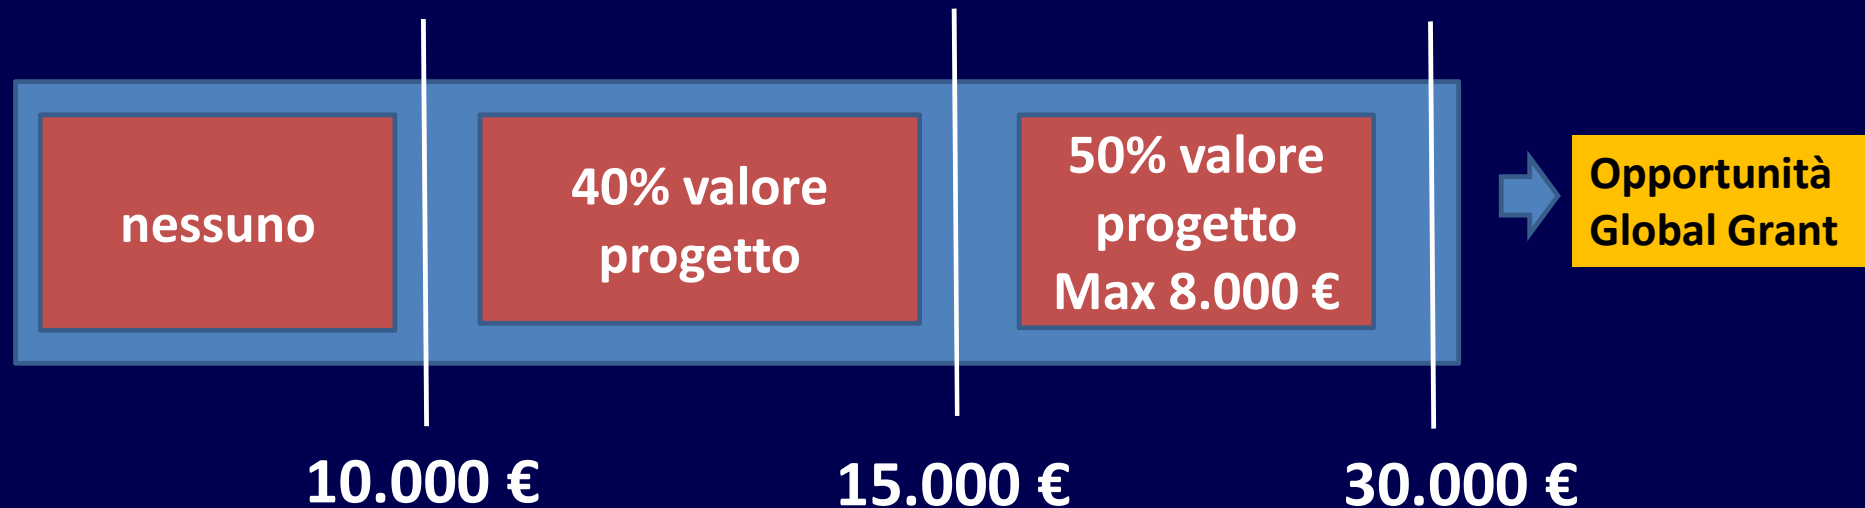 nessuno
40% valore
progetto
50% valore
progetto
Max 8.000 €
Opportunità
Global Grant
10.000 €
15.000 €
30.000 €